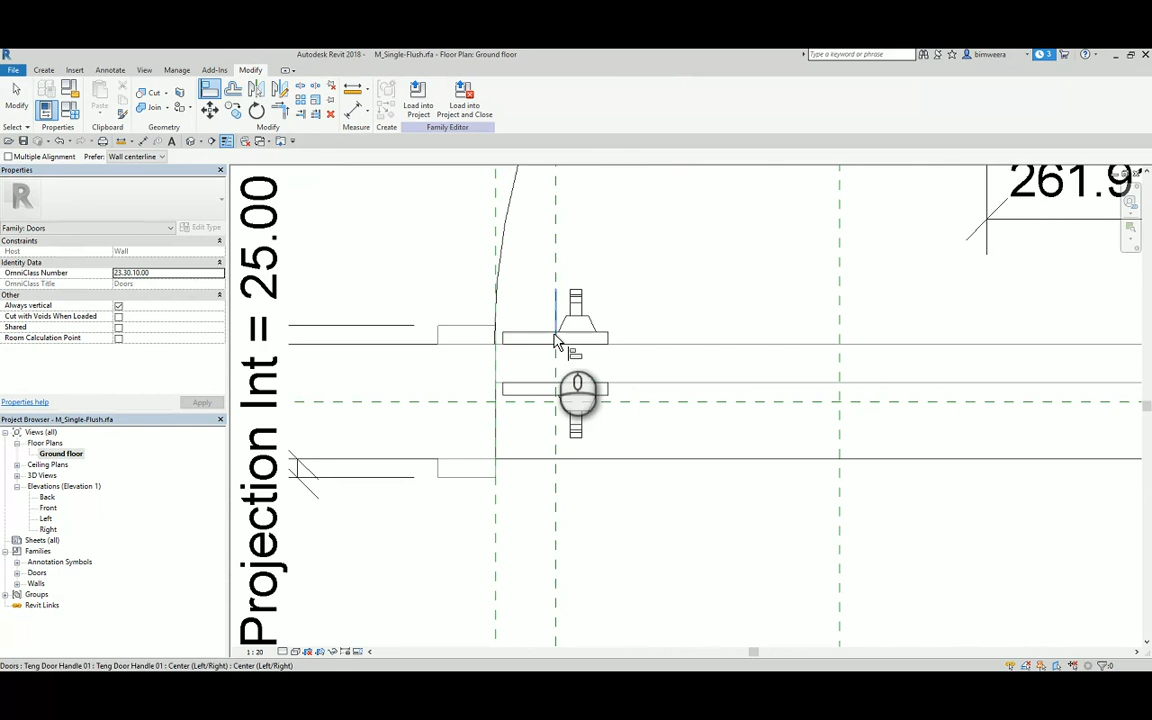 Autodesk Revit 2018 - M_Single-Flush.rfa - Floor Plan: Ground floor
Type a keyword or phrase
bimweera
3
File Create Insert Annotate View Manage Add-Ins Modify
Modify
Paste
Cut
Join
Load into Project
Load into Project and Close
Select Properties Clipboard Geometry Modify Measure Create Family Editor
Multiple Alignment Prefer: Wall centerline
Properties
Family: Doors
Edit Type
Constraints
Host Wall
Identity Data
OmniClass Number 23.30.10.00
OmniClass Title Doors
Other
Always vertical
Cut with Voids When Loaded
Shared
Room Calculation Point
Properties help
Apply
Project Browser - M_Single-Flush.rfa
Views (all)
Floor Plans
Ground floor
Ceiling Plans
3D Views
Elevations (Elevation 1)
Back
Front
Left
Right
Sheets (all)
Families
Annotation Symbols
Doors
Walls
Groups
Revit Links
Projection Int = 25.00
261.9
1 : 20
Doors : Teng Door Handle 01 : Teng Door Handle 01 : Center (Left/Right) : Center (Left/Right)
:0